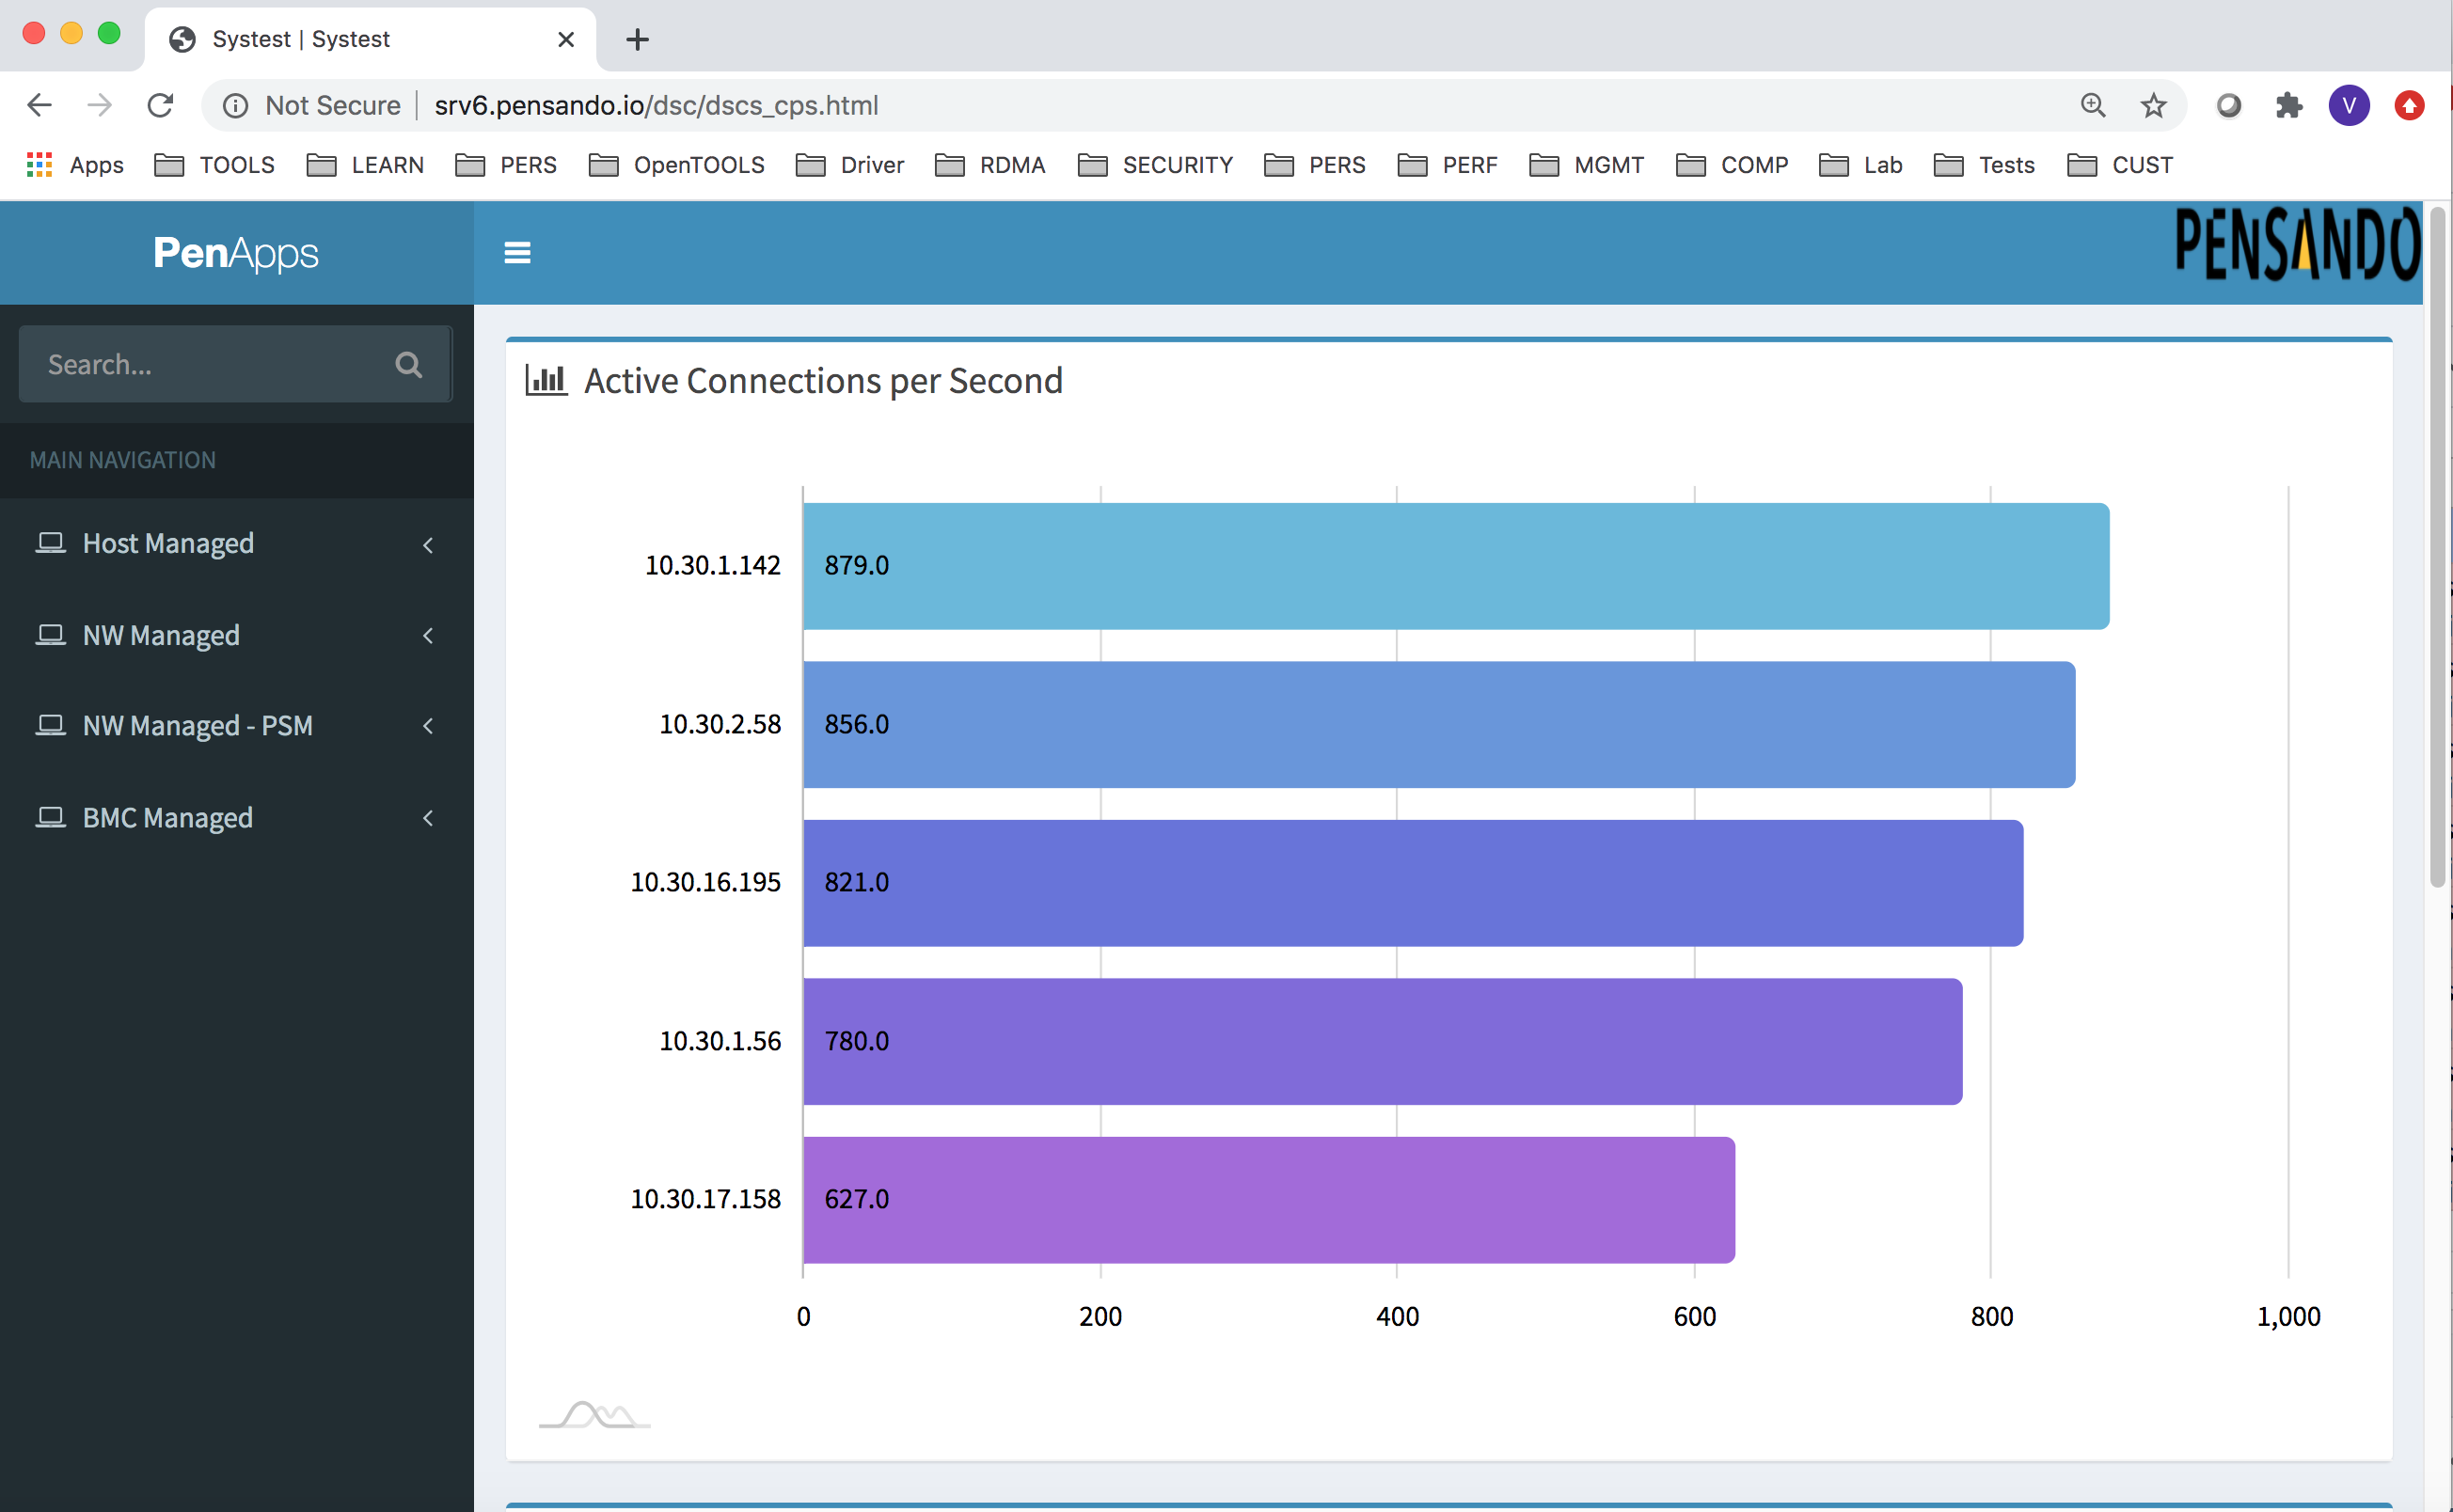 Systest | Systest
Not Secure srv6.pensando.io/dsc/dscs_cps.html
V
Apps TOOLS LEARN PERS OpenTOOLS Driver RDMA SECURITY PERS PERF MGMT COMP Lab Tests CUST
PenApps
PENSANDO
Search...
MAIN NAVIGATION
Host Managed
NW Managed
NW Managed - PSM
BMC Managed
Active Connections per Second
10.30.1.142 879.0
10.30.2.58 856.0
10.30.16.195 821.0
10.30.1.56 780.0
10.30.17.158 627.0
0 200 400 600 800 1,000